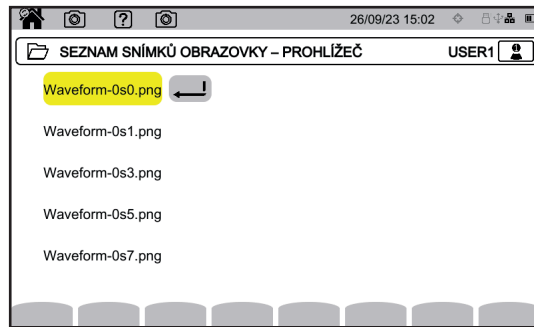 26/09/23 15:02
SEZNAM SNÍMKŮ OBRAZOVKY – PROHLÍŽEČ USER1
Waveform-0s0.png
Waveform-0s1.png
Waveform-0s3.png
Waveform-0s5.png
Waveform-0s7.png